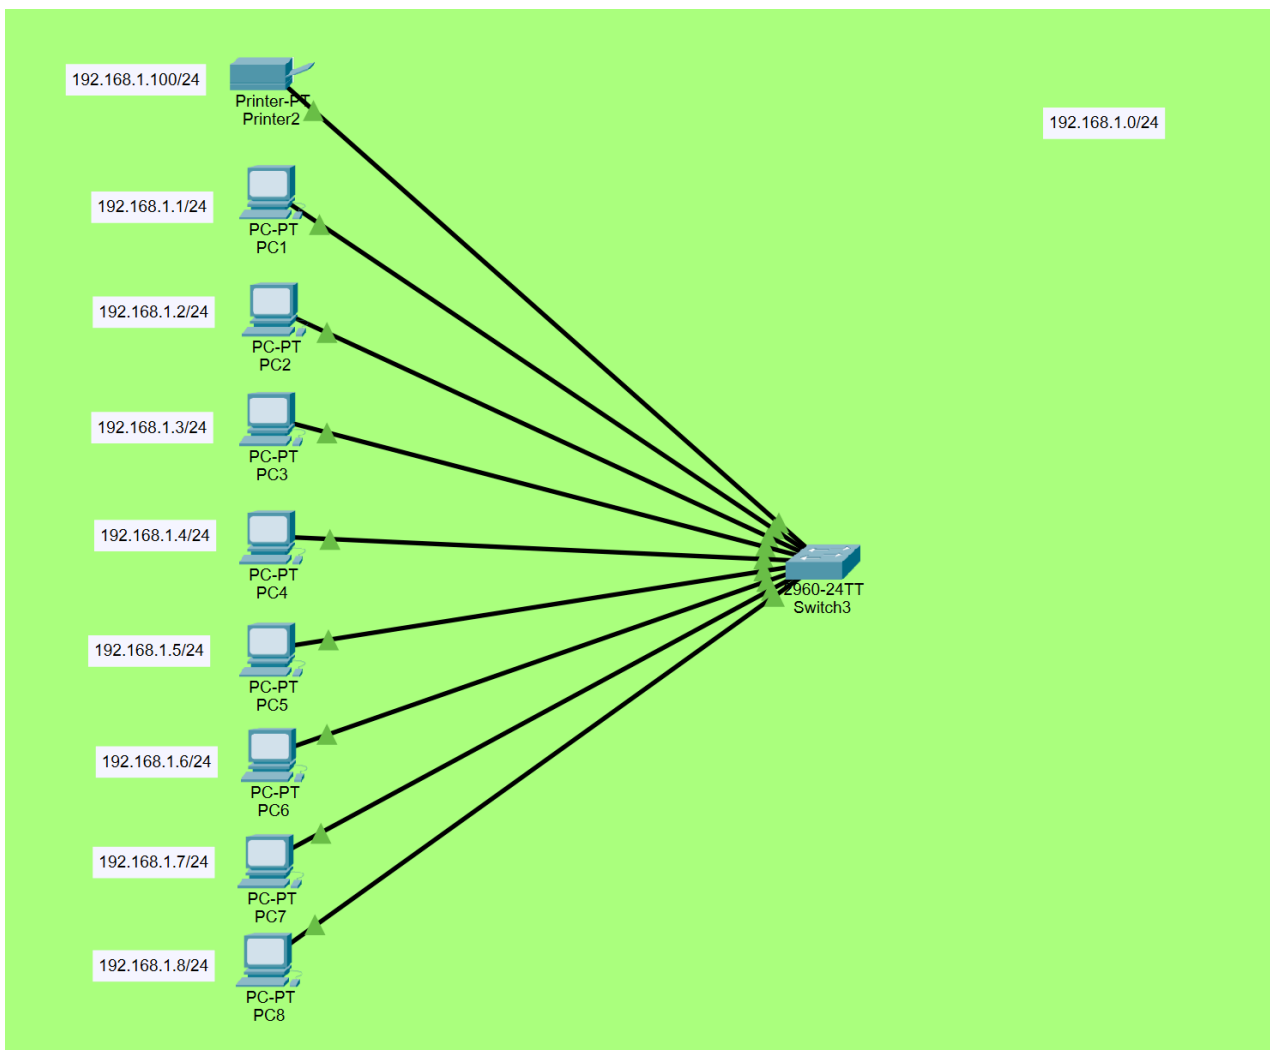 192.168.1.100/24
Printer-PT
Printer2
192.168.1.0/24
192.168.1.1/24
PC-PT
PC1
192.168.1.2/24
PC-PT
PC2
192.168.1.3/24
PC-PT
PC3
192.168.1.4/24
PC-PT
PC4
2960-24TT
Switch3
192.168.1.5/24
PC-PT
PC5
192.168.1.6/24
PC-PT
PC6
192.168.1.7/24
PC-PT
PC7
192.168.1.8/24
PC-PT
PC8